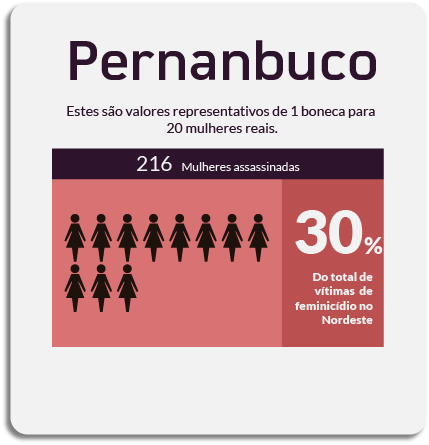 Pernanbuco
Estes são valores representativos de 1 boneca para
20 mulheres reais.
216 Mulheres assassinadas
30%
Do total de
vítimas de
feminicídio no
Nordeste